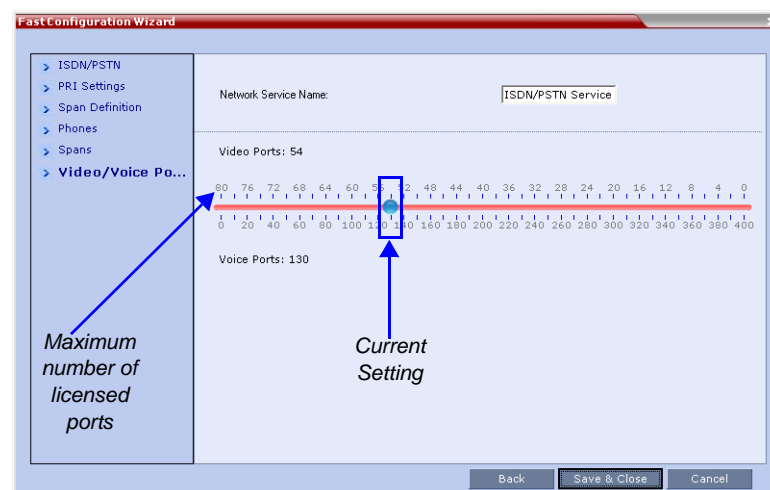 Fast Configuration Wizard
ISDN/PSTN
PRI Settings
Span Definition
Phones
Spans
Video/Voice Po...
Network Service Name: ISDN/PSTN Service
Video Ports: 54
80 76 72 68 64 60 56 52 48 44 40 36 32 28 24 20 16 12 8 4 0
0 20 40 60 80 100 120 140 160 180 200 220 240 260 280 300 320 340 360 380 400
Voice Ports: 130
Maximum
number of
licensed
ports
Current
Setting
Back Save & Close Cancel